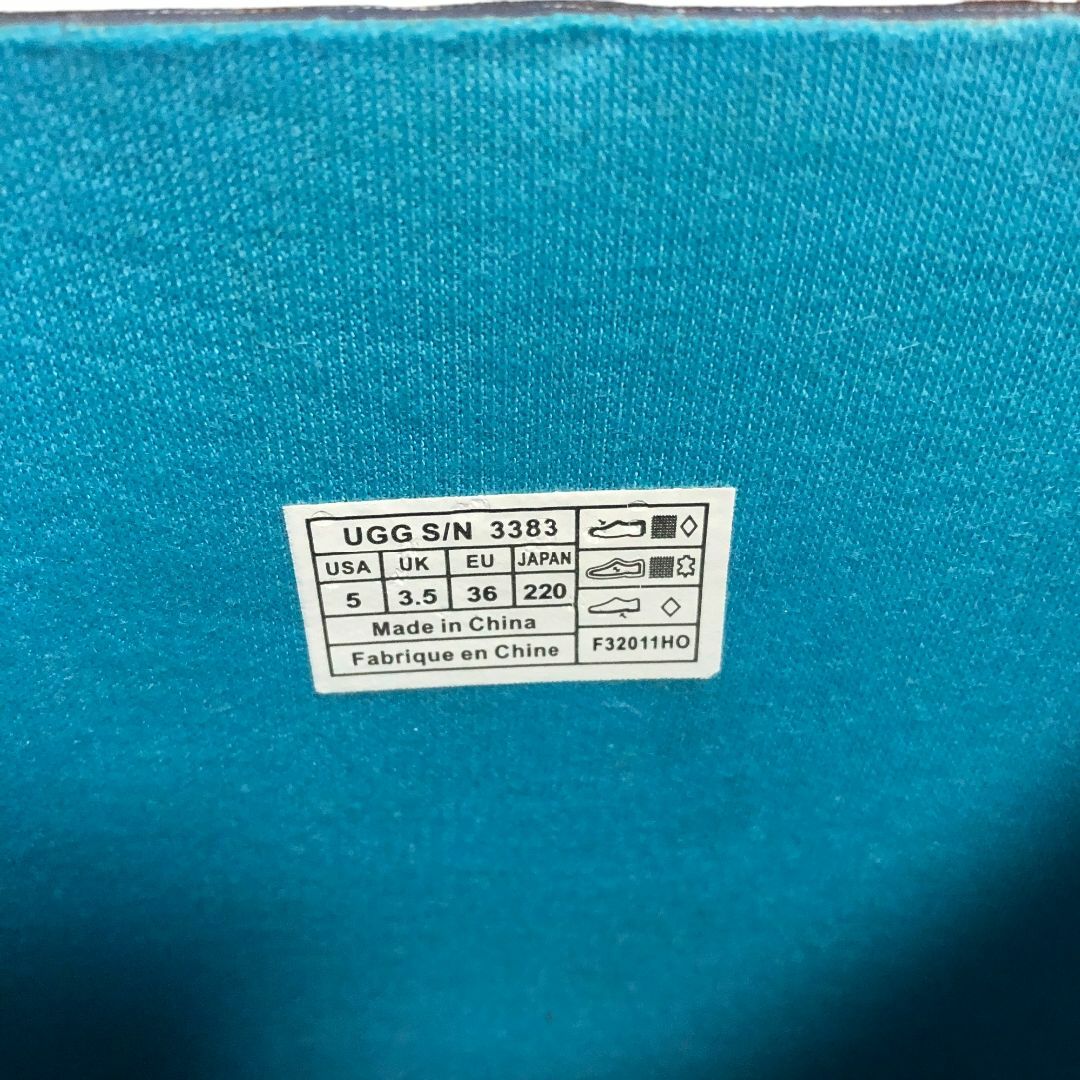 UGG S/N 3383
USA UK EU JAPAN
5 3.5 36 220
Made in China
Fabrique en Chine
F32011HO